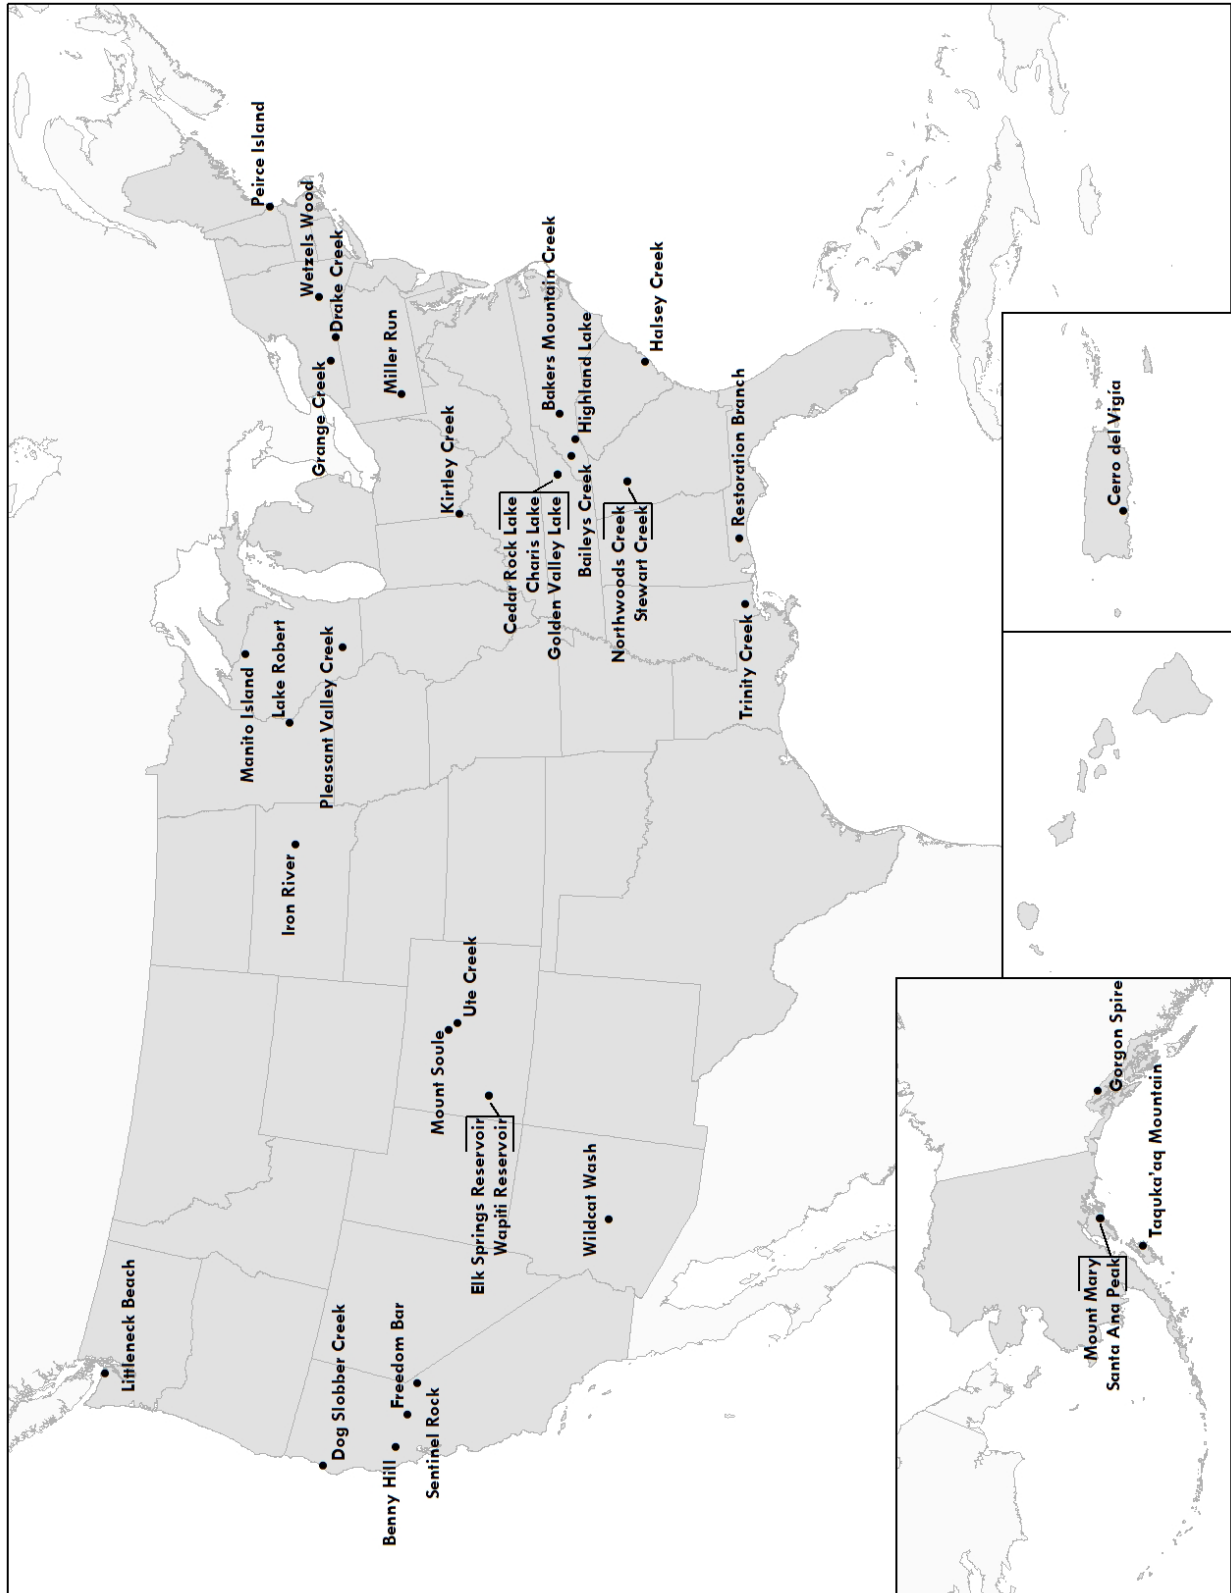 Littleneck Beach
Dog Slobber Creek
Benny Hill
Freedom Bar
Sentinel Rock
Elk Springs Reservoir
Wapiti Reservoir
Wildcat Wash
Mount Soule
Ute Creek
Iron River
Manito Island
Lake Robert
Pleasant Valley Creek
Kirtley Creek
Cedar Rock Lake
Charis Lake
Golden Valley Lake
Baileys Creek
Northwoods Creek
Stewart Creek
Trinity Creek
Restoration Branch
Halsey Creek
Highland Lake
Bakers Mountain Creek
Miller Run
Grange Creek
Drake Creek
Wetzels Wood
Peirce Island
Mount Mary
Santa Ana Peak
Taquka'aq Mountain
Gorgon Spire
Cerro del Vigía